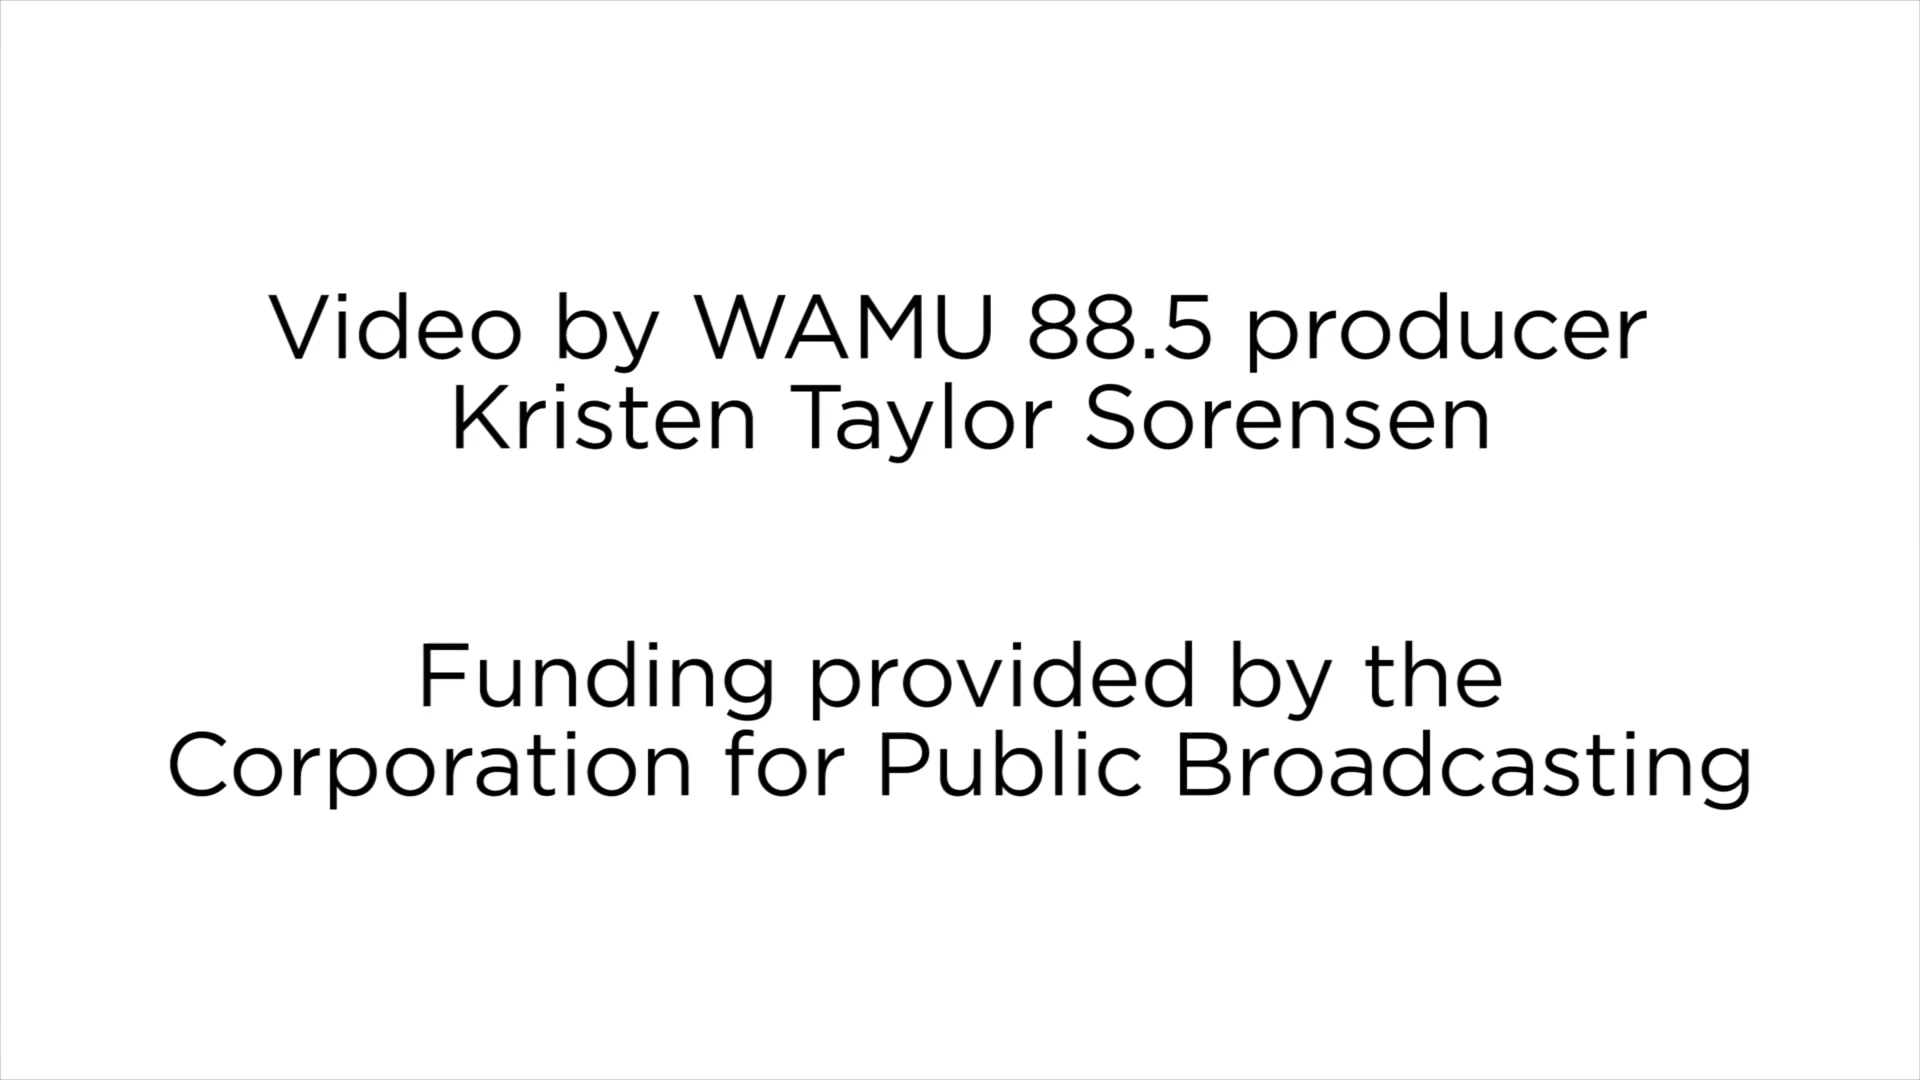 Video by WAMU 88.5 producer
Kristen Taylor Sorensen
Funding provided by the
Corporation for Public Broadcasting